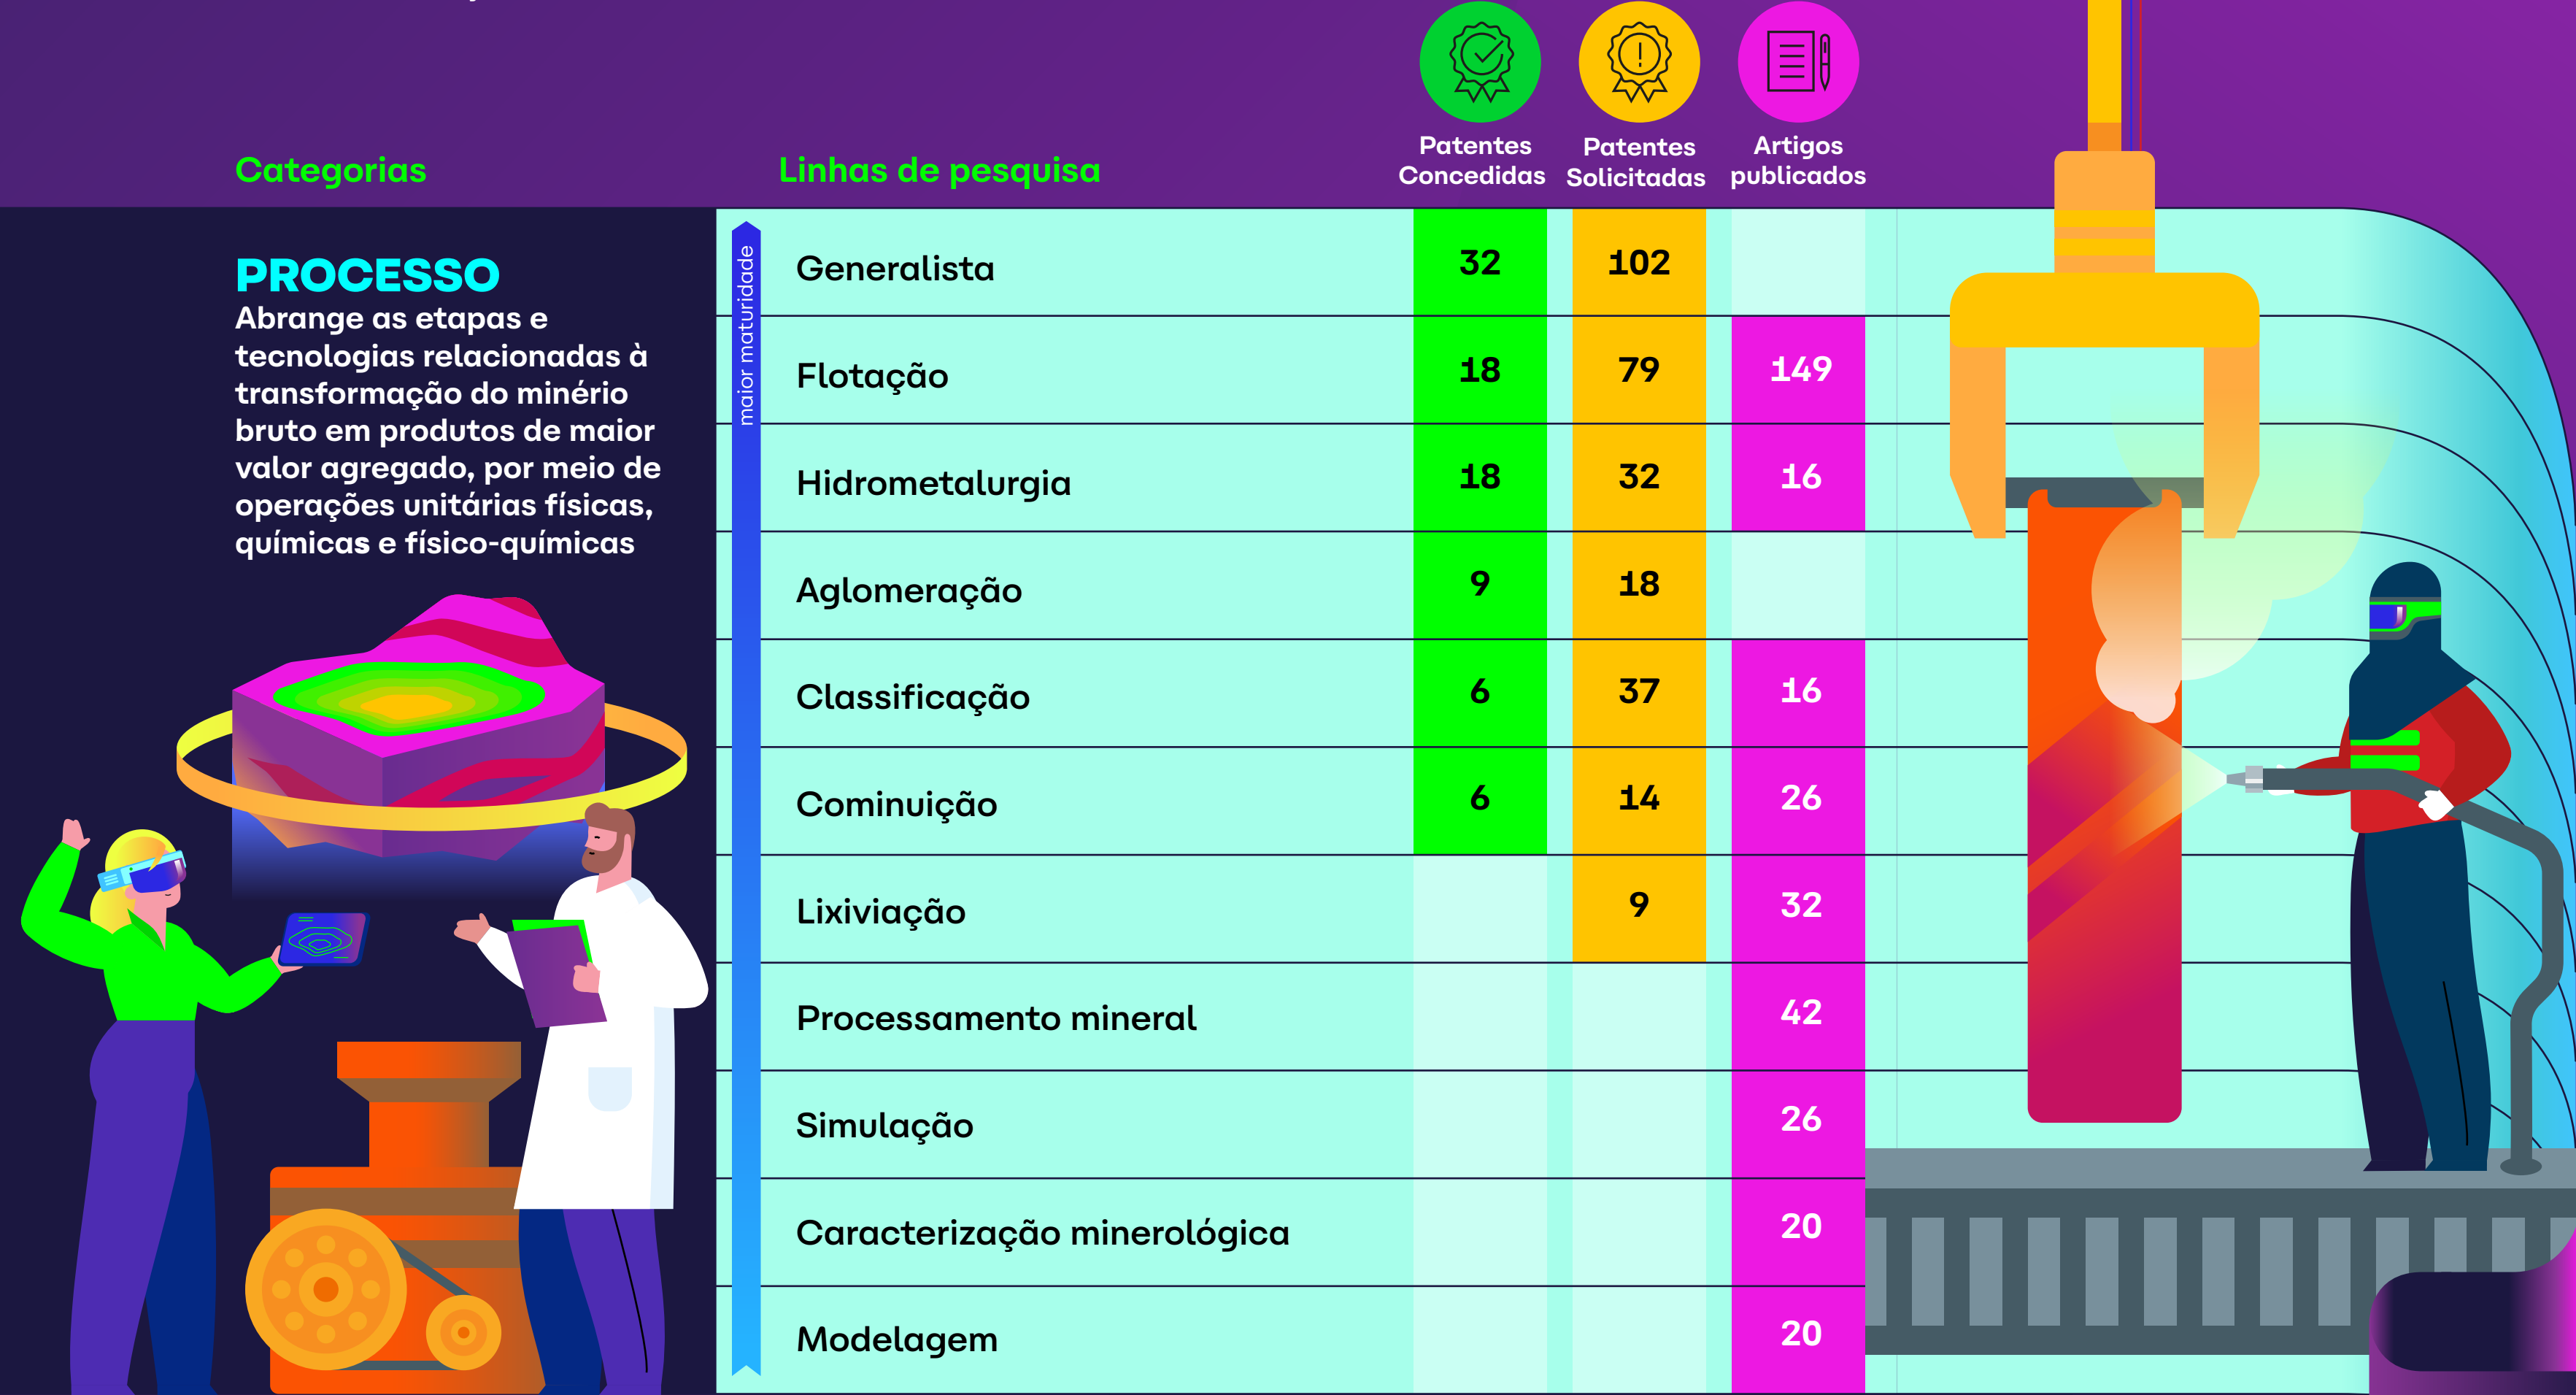 Patentes
Concedidas
Patentes
Solicitadas
Artigos
publicados
Categorias
Linhas de pesquisa
PROCESSO
Abrange as etapas e
tecnologias relacionadas à
transformação do minério
bruto em produtos de maior
valor agregado, por meio de
operações unitárias físicas,
químicas e físico-químicas
maior maturidade
Generalista 32 102
Flotação 18 79 149
Hidrometalurgia 18 32 16
Aglomeração 9 18
Classificação 6 37 16
Cominuição 6 14 26
Lixiviação 9 32
Processamento mineral 42
Simulação 26
Caracterização minerológica 20
Modelagem 20